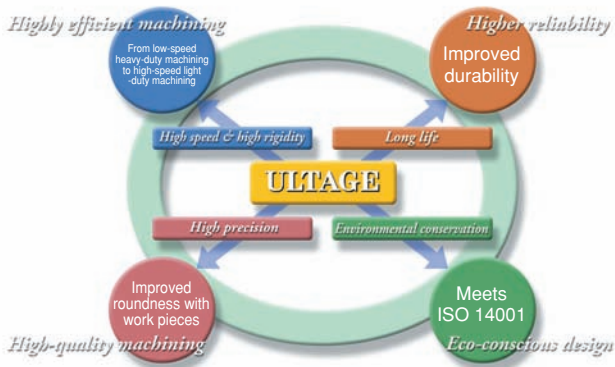 Highly efficient machining
Higher reliability
From low-speed
heavy-duty machining
to high-speed light
-duty machining
Improved
durability
High speed & high rigidity
Long life
ULTAGE
High precision
Environmental conservation
Improved
roundness with
work pieces
Meets
ISO 14001
High-quality machining
Eco-conscious design